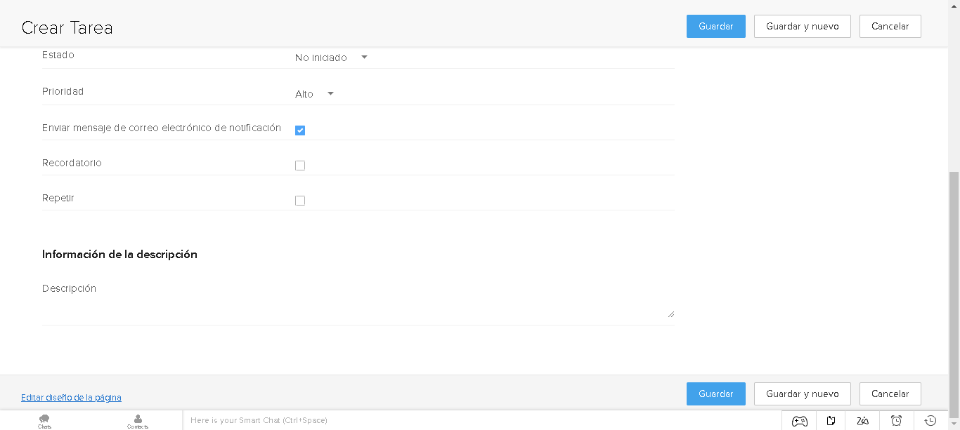 Crear Tarea
Guardar
Guardar y nuevo
Cancelar
Estado
No iniciado
Prioridad
Alto
Enviar mensaje de correo electrónico de notificación
Recordatorio
Repetir
Información de la descripción
Descripción
Editar diseño de la página
Guardar
Guardar y nuevo
Cancelar
Chats
Contacts
Here is your Smart Chat (Ctrl+Space)